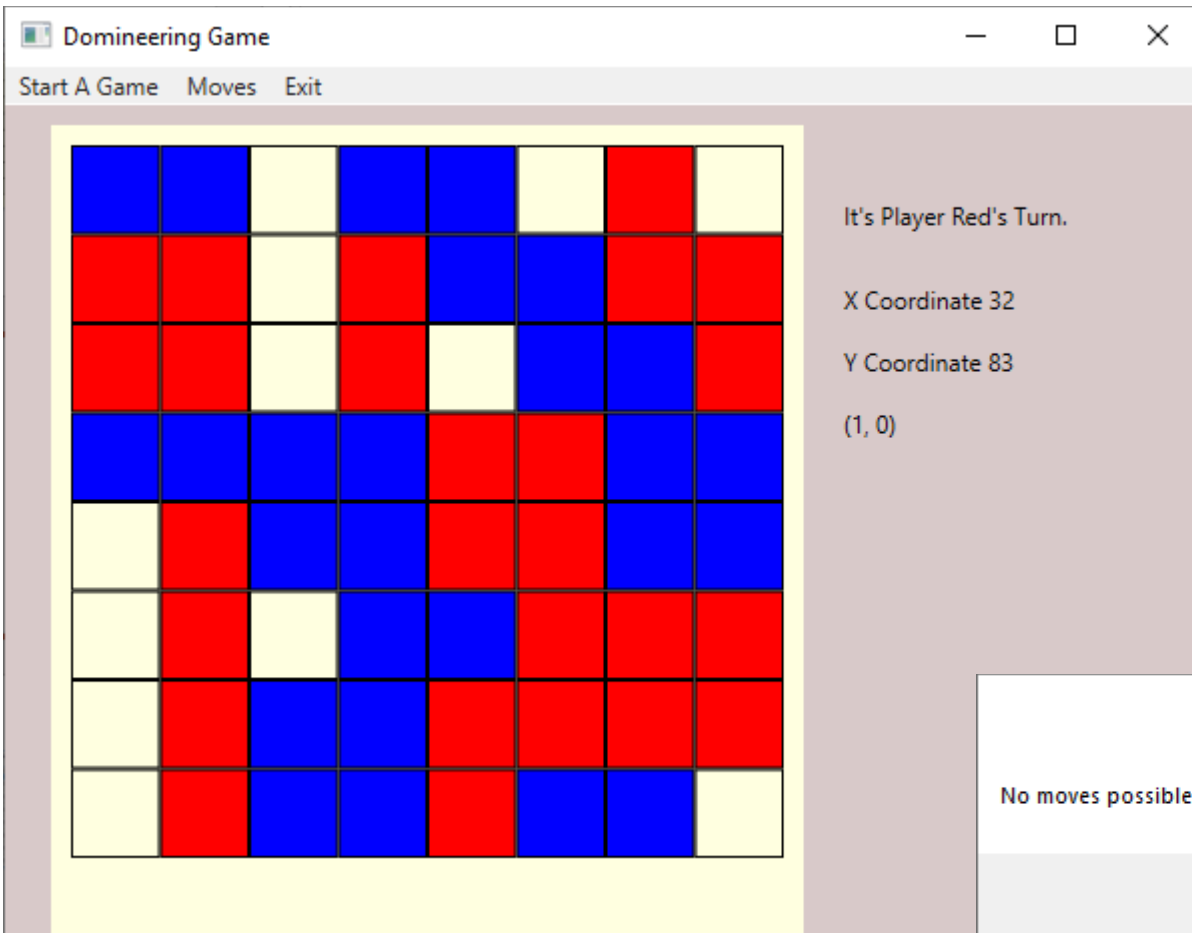 Domineering Game
Start A Game Moves Exit
It's Player Red's Turn.
X Coordinate 32
Y Coordinate 83
(1, 0)
No moves possible